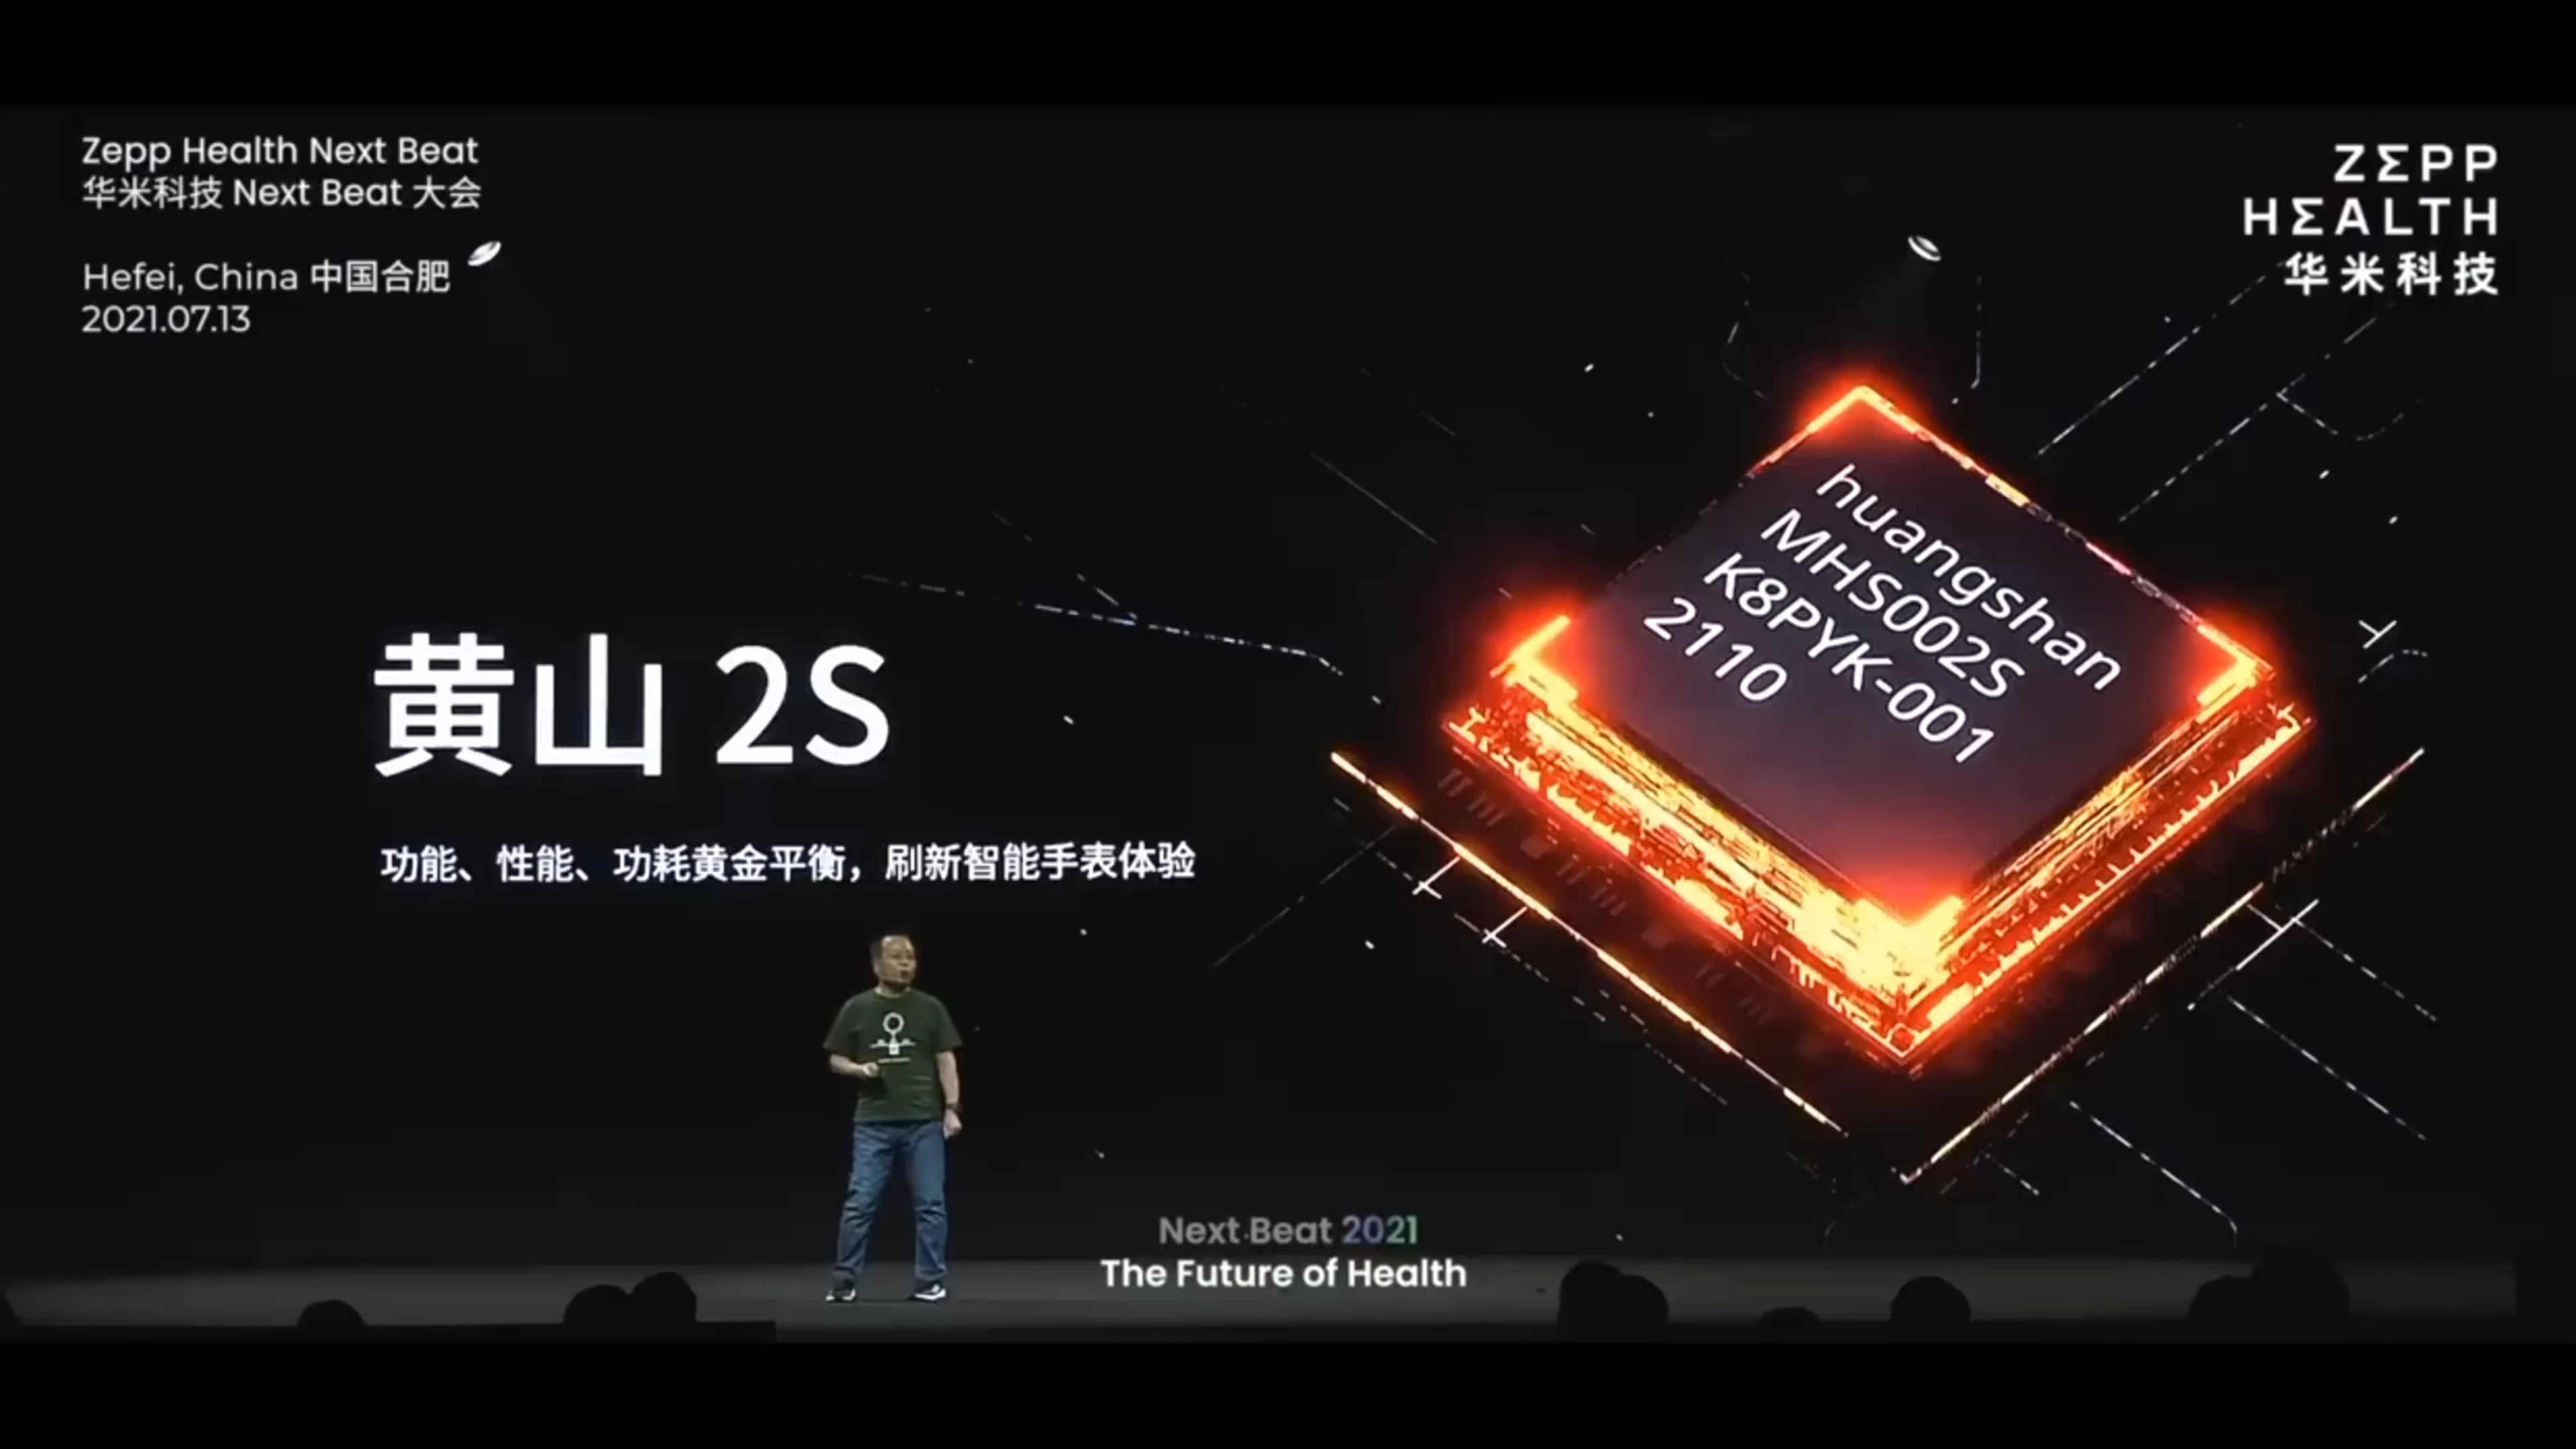 Zepp Health Next Beat
华米科技 Next Beat 大会
Hefei, China 中国合肥
2021.07.13
ZΣPP
HΣALTH
华米科技
huangshan
MHS002S
K8PYK-001
2110
黄山 2S
功能、性能、功耗黄金平衡，刷新智能手表体验
Next Beat 2021
The Future of Health